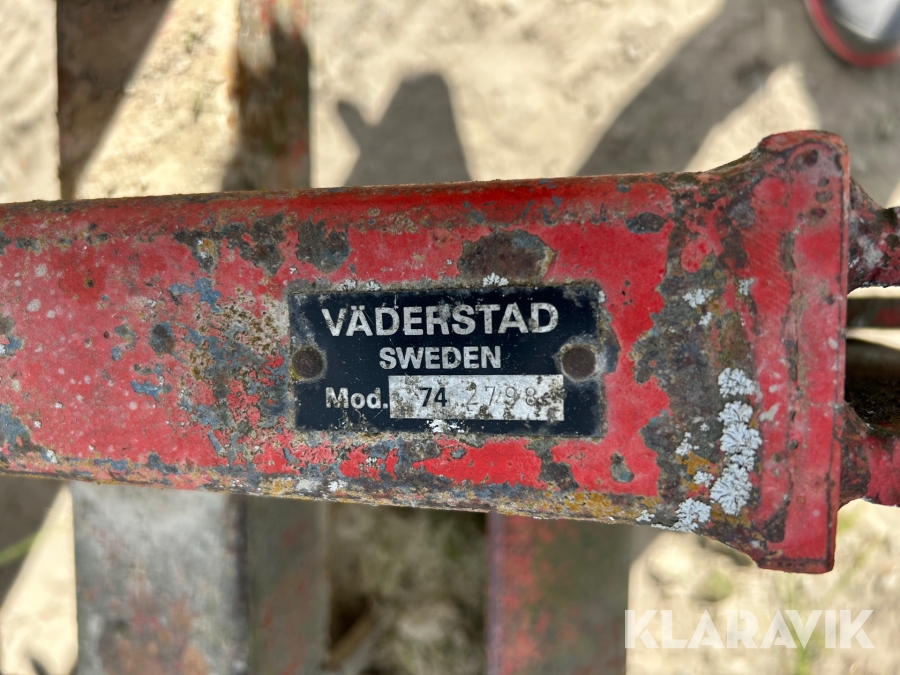 VÄDERSTAD
SWEDEN
Mod. 74 2798
KLARAVIK